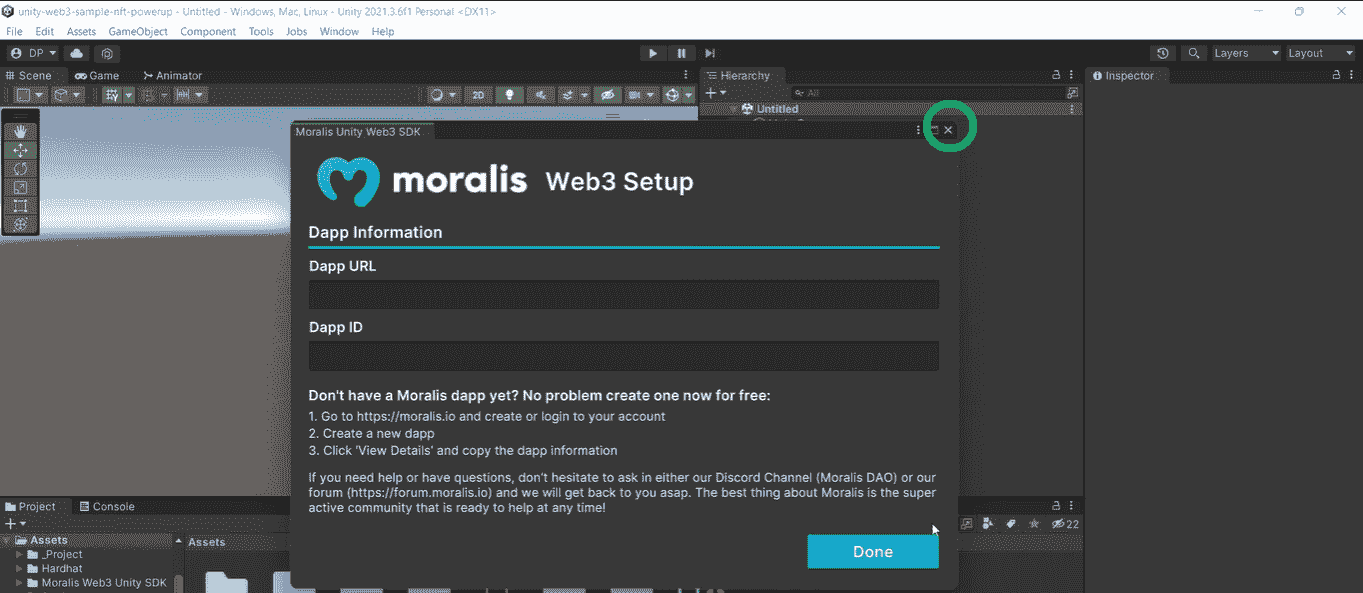 unity-web3-sample-nft-powerup - Untitled - Windows, Mac, Linux - Unity 2021.3.6f1 Personal <DX11>
File Edit Assets GameObject Component Tools Jobs Window Help
DP Layers Layout
Scene Game Animator Hierarchy Inspector
2D All
Untitled
Moralis Unity Web3 SDK
moralis Web3 Setup
Dapp Information
Dapp URL
Dapp ID
Don't have a Moralis dapp yet? No problem create one now for free:
1. Go to https://moralis.io and create or login to your account
2. Create a new dapp
3. Click 'View Details' and copy the dapp information
If you need help or have questions, don't hesitate to ask in either our Discord Channel (Moralis DAO) or our
forum (https://forum.moralis.io) and we will get back to you asap. The best thing about Moralis is the super
active community that is ready to help at any time!
Done
Project Console
22
Assets Assets
_Project
Hardhat
Moralis Web3 Unity SDK